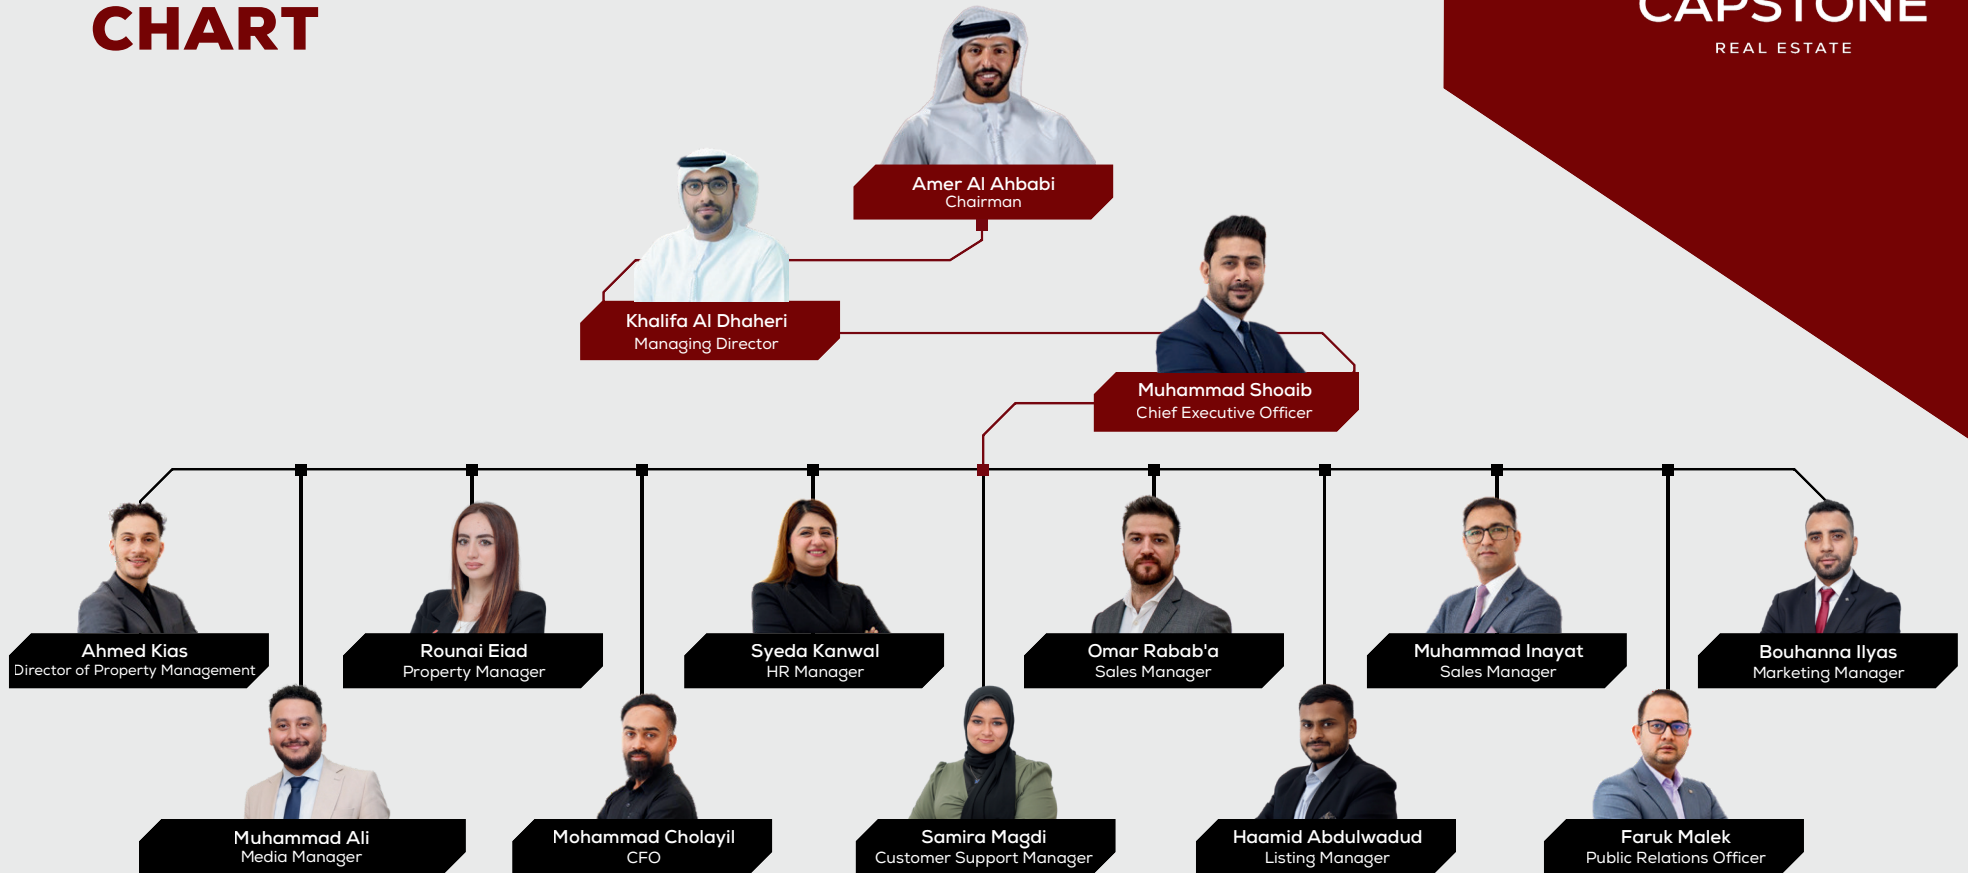 CHART
CAPSTONE
REAL ESTATE
Amer Al Ahbabi
Chairman
Khalifa Al Dhaheri
Managing Director
Muhammad Shoaib
Chief Executive Officer
Ahmed Kias
Director of Property Management
Rounai Eiad
Property Manager
Syeda Kanwal
HR Manager
Omar Rabab'a
Sales Manager
Muhammad Inayat
Sales Manager
Bouhanna Ilyas
Marketing Manager
Muhammad Ali
Media Manager
Mohammad Cholayil
CFO
Samira Magdi
Customer Support Manager
Haamid Abdulwadud
Listing Manager
Faruk Malek
Public Relations Officer